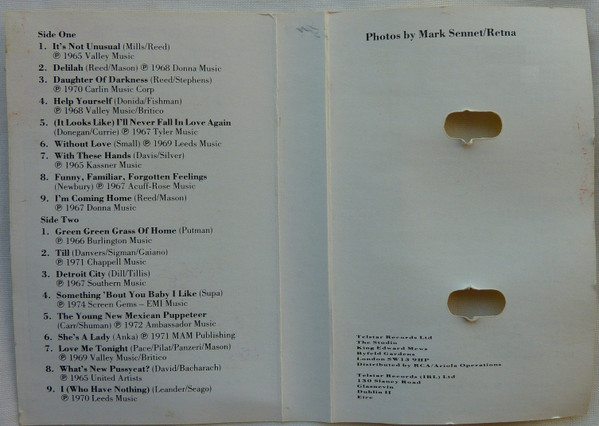 Side One
1. It's Not Unusual (Mills/Reed)
℗ 1965 Valley Music
2. Delilah (Reed/Mason) ℗ 1968 Donna Music
3. Daughter Of Darkness (Reed/Stephens)
℗ 1970 Carlin Music Corp
4. Help Yourself (Donida/Fishman)
℗ 1968 Valley Music/Britico
5. (It Looks Like) I'll Never Fall In Love Again
(Donegan/Currie) ℗ 1967 Tyler Music
6. Without Love (Small) ℗ 1969 Leeds Music
7. With These Hands (Davis/Silver)
℗ 1965 Kassner Music
8. Funny, Familiar, Forgotten Feelings
(Newbury) ℗ 1967 Acuff-Rose Music
9. I'm Coming Home (Reed/Mason)
℗ 1967 Donna Music
Side Two
1. Green Green Grass Of Home (Putman)
℗ 1966 Burlington Music
2. Till (Danvers/Sigman/Gaiano)
℗ 1971 Chappell Music
3. Detroit City (Dill/Tillis)
℗ 1967 Southern Music
4. Something 'Bout You Baby I Like (Supa)
℗ 1974 Screen Gems – EMI Music
5. The Young New Mexican Puppeteer
(Carr/Shuman) ℗ 1972 Ambassador Music
6. She's A Lady (Anka) ℗ 1971 MAM Publishing
7. Love Me Tonight (Pace/Pilat/Panzeri/Mason)
℗ 1969 Valley Music/Britico
8. What's New Pussycat? (David/Bacharach)
℗ 1965 United Artists
9. I (Who Have Nothing) (Leander/Seago)
℗ 1970 Leeds Music
Photos by Mark Sennet/Retna
Telstar Records Ltd
The Studio
King Edward Mews
Byfeld Gardens
London SW13 9HP
Distributed by RCA/Ariola Operations
Telstar Records (IRL) Ltd
130 Slaney Road
Glasnevin
Dublin II
Eire